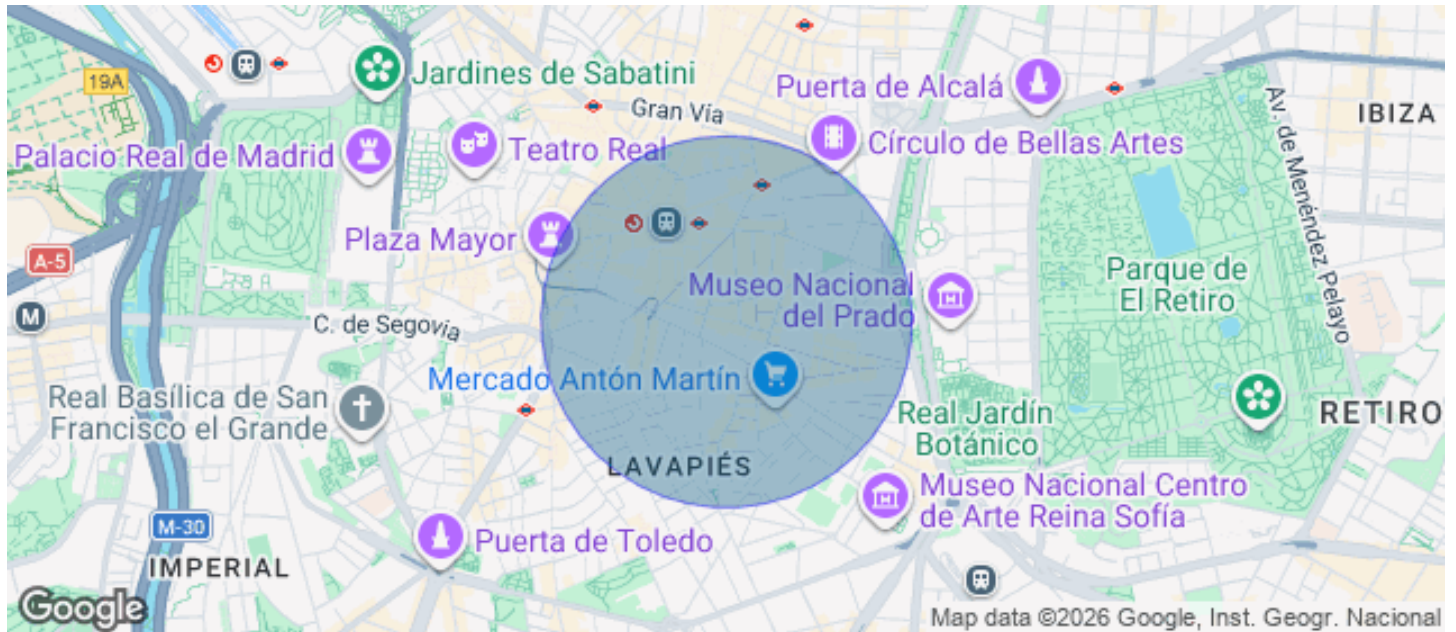 19A
Jardines de Sabatini
Puerta de Alcalá
Gran Vía
IBIZA
Palacio Real de Madrid
Teatro Real
Círculo de Bellas Artes
Av. de Menéndez Pelayo
Plaza Mayor
A-5
Museo Nacional
del Prado
Parque de
El Retiro
M
C. de Segovia
Mercado Antón Martín
Real Basílica de San
Francisco el Grande
Real Jardín
Botánico
RETIRO
LAVAPIÉS
Museo Nacional Centro
de Arte Reina Sofía
M-30
Puerta de Toledo
IMPERIAL
Google
Map data ©2026 Google, Inst. Geogr. Nacional